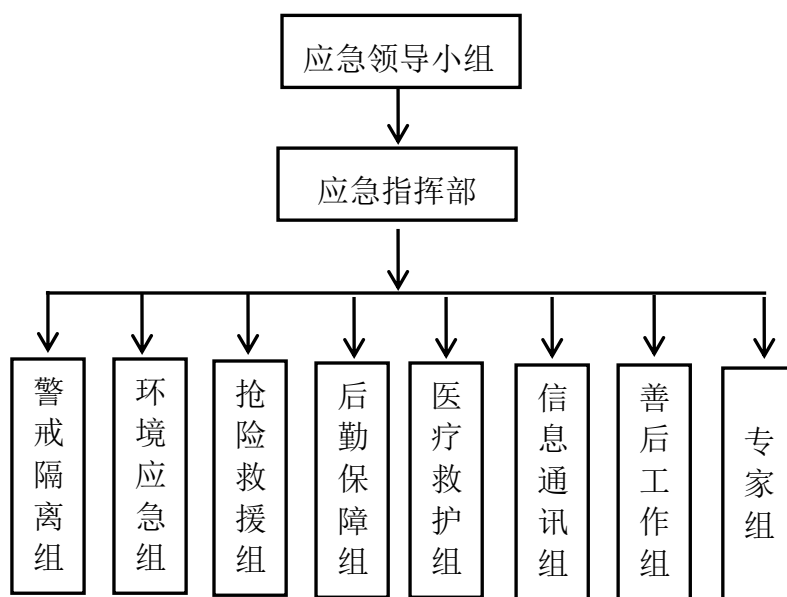 应急领导小组
应急指挥部
警戒隔离组
环境应急组
抢险救援组
后勤保障组
医疗救护组
信息通讯组
善后工作组
专家组